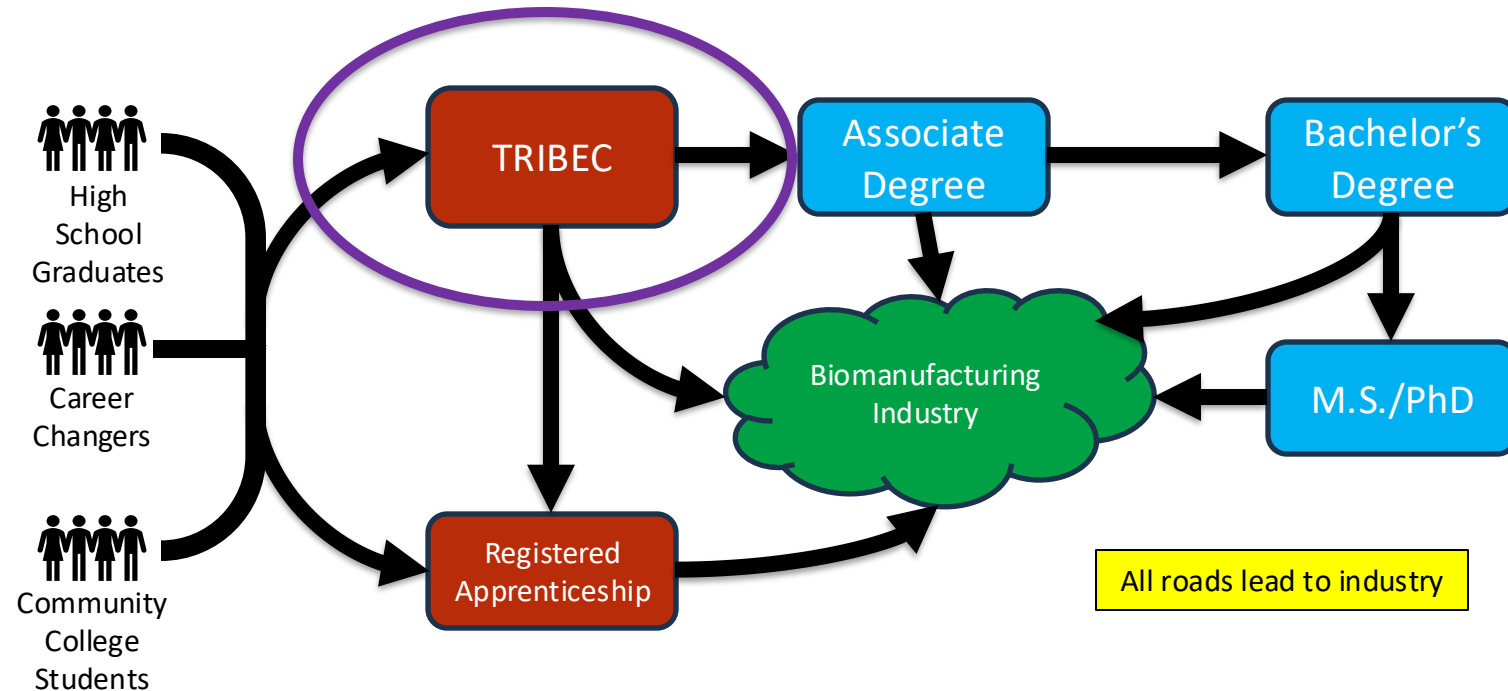 High
School
Graduates
Career
Changers
Community
College
Students
TRIBEC
Registered
Apprenticeship
Associate
Degree
Bachelor’s
Degree
Biomanufacturing
Industry
M.S./PhD
All roads lead to industry